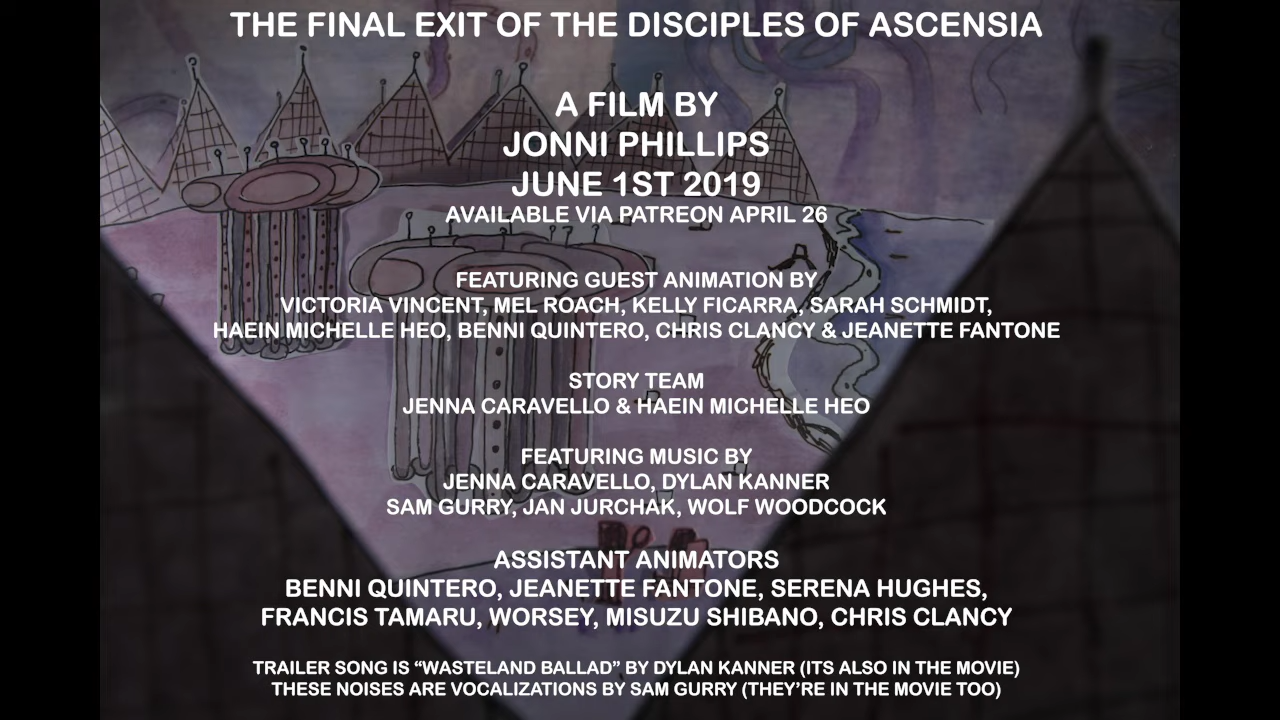 THE FINAL EXIT OF THE DISCIPLES OF ASCENSIA
A FILM BY
JONNI PHILLIPS
JUNE 1ST 2019
AVAILABLE VIA PATREON APRIL 26
FEATURING GUEST ANIMATION BY
VICTORIA VINCENT, MEL ROACH, KELLY FICARRA, SARAH SCHMIDT,
HAEIN MICHELLE HEO, BENNI QUINTERO, CHRIS CLANCY & JEANETTE FANTONE
STORY TEAM
JENNA CARAVELLO & HAEIN MICHELLE HEO
FEATURING MUSIC BY
JENNA CARAVELLO, DYLAN KANNER
SAM GURRY, JAN JURCHAK, WOLF WOODCOCK
ASSISTANT ANIMATORS
BENNI QUINTERO, JEANETTE FANTONE, SERENA HUGHES,
FRANCIS TAMARU, WORSEY, MISUZU SHIBANO, CHRIS CLANCY
TRAILER SONG IS “WASTELAND BALLAD” BY DYLAN KANNER (ITS ALSO IN THE MOVIE)
THESE NOISES ARE VOCALIZATIONS BY SAM GURRY (THEY’RE IN THE MOVIE TOO)